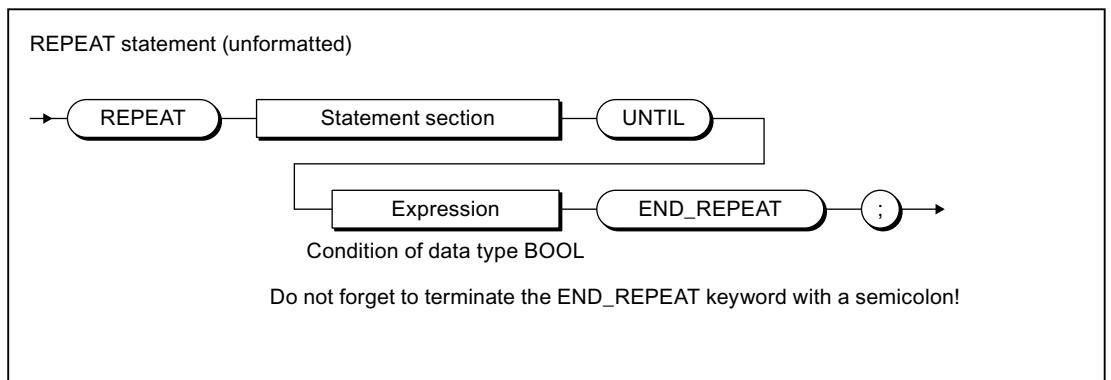 REPEAT statement (unformatted)
REPEAT Statement section UNTIL
Expression END_REPEAT ;
Condition of data type BOOL
Do not forget to terminate the END_REPEAT keyword with a semicolon!